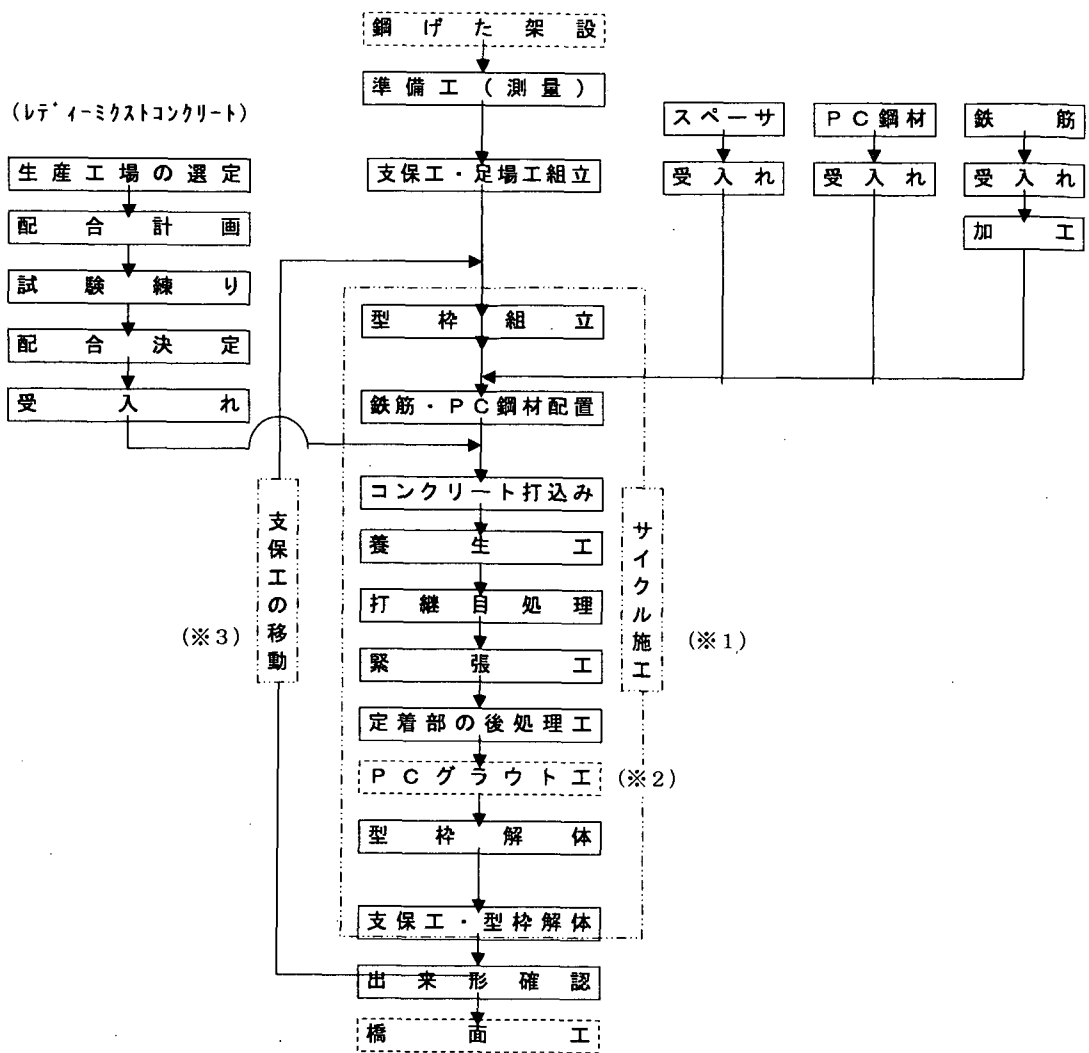 鋼げた架設
準備工(測量)
(レディーミクストコンクリート)
スペーサ
PC鋼材
鉄筋
生産工場の選定
支保工・足場工組立
受入れ
受入れ
受入れ
配合計画
加工
試験練り
型枠組立
配合決定
受入れ
鉄筋・PC鋼材配置
コンクリート打込み
支保工の移動
サイクル施工
養生工
打継目処理
(※3)
(※1)
緊張工
定着部の後処理工
PCグラウト工
(※2)
型枠解体
支保工・型枠解体
出来形確認
橋面工